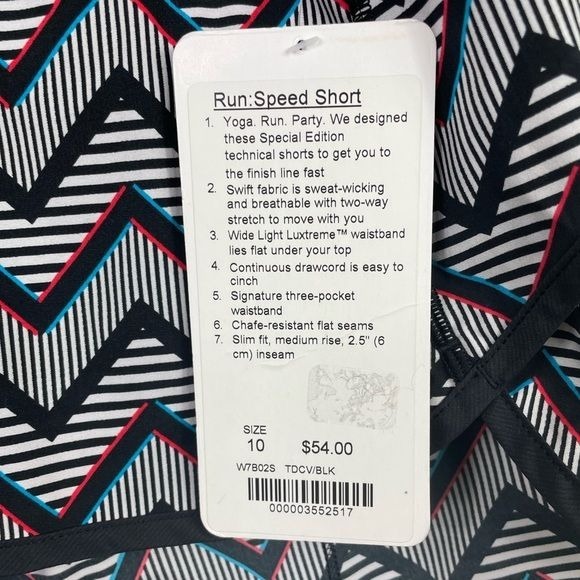 Run:Speed Short
1. Yoga. Run. Party. We designed
these Special Edition
technical shorts to get you to
the finish line fast
2. Swift fabric is sweat-wicking
and breathable with two-way
stretch to move with you
3. Wide Light Luxtreme™ waistband
lies flat under your top
4. Continuous drawcord is easy to
cinch
5. Signature three-pocket
waistband
6. Chafe-resistant flat seams
7. Slim fit, medium rise, 2.5" (6
cm) inseam
SIZE
10 $54.00
W7B02S TDCV/BLK
000003552517